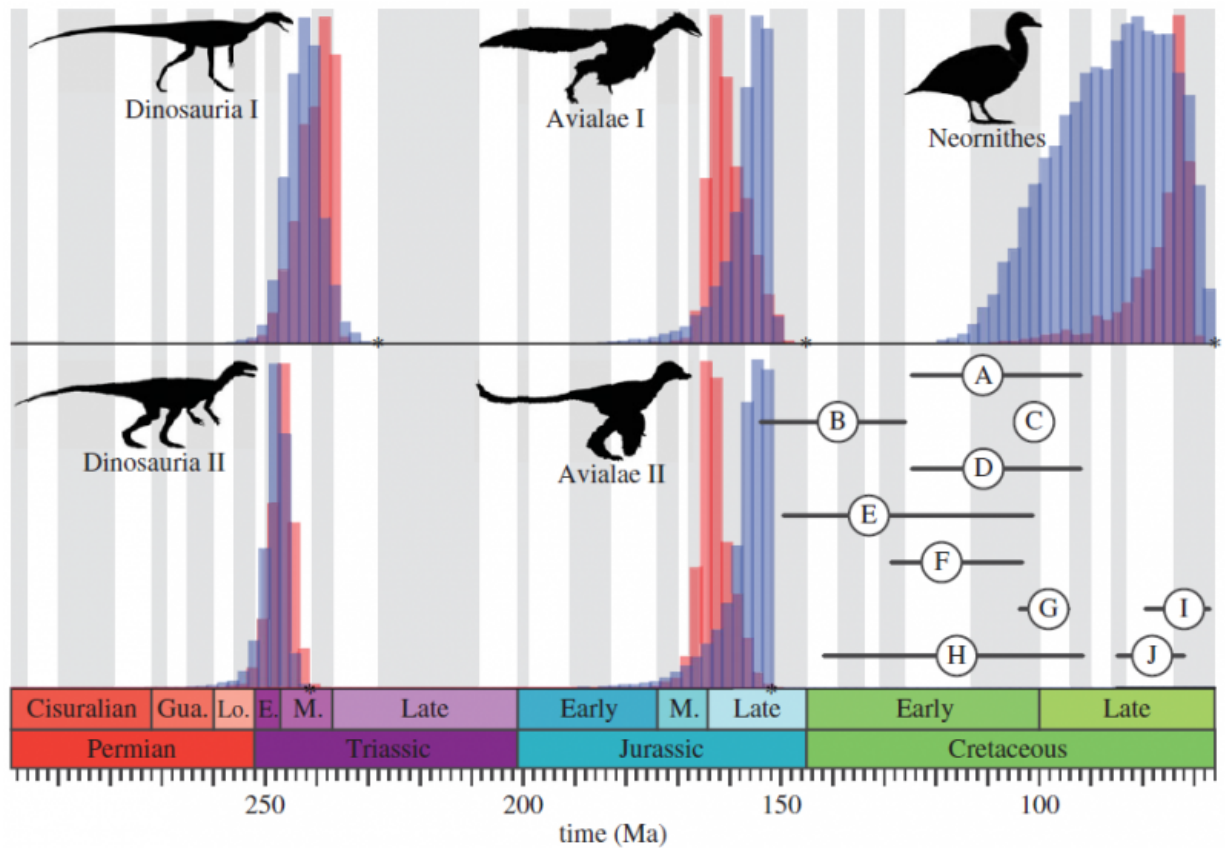 Dinosauria I
Avialae I
Neornithes
*
*
*
A
B
C
D
Dinosauria II
Avialae II
E
F
G
I
H
J
*
*
Cisuralian Gua. Lo. E. M. Late Early M. Late Early Late
Permian Triassic Jurassic Cretaceous
250 200 150 100
time (Ma)